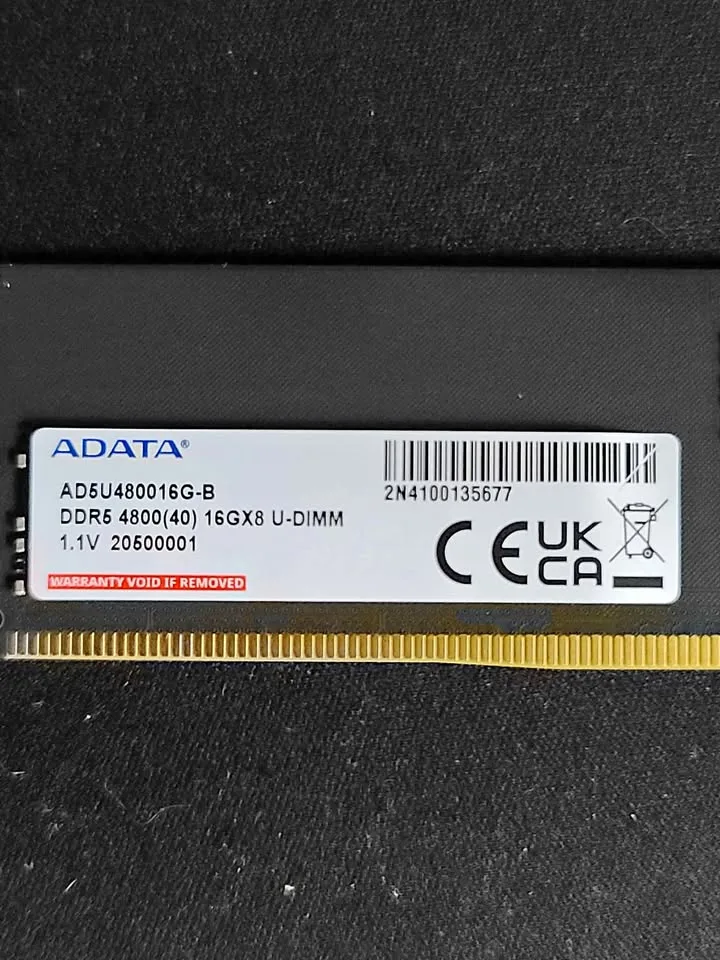 ADATA®
AD5U480016G-B
DDR5 4800(40) 16GX8 U-DIMM
1.1V 20500001
WARRANTY VOID IF REMOVED
2N4100135677
CE
UK
CA